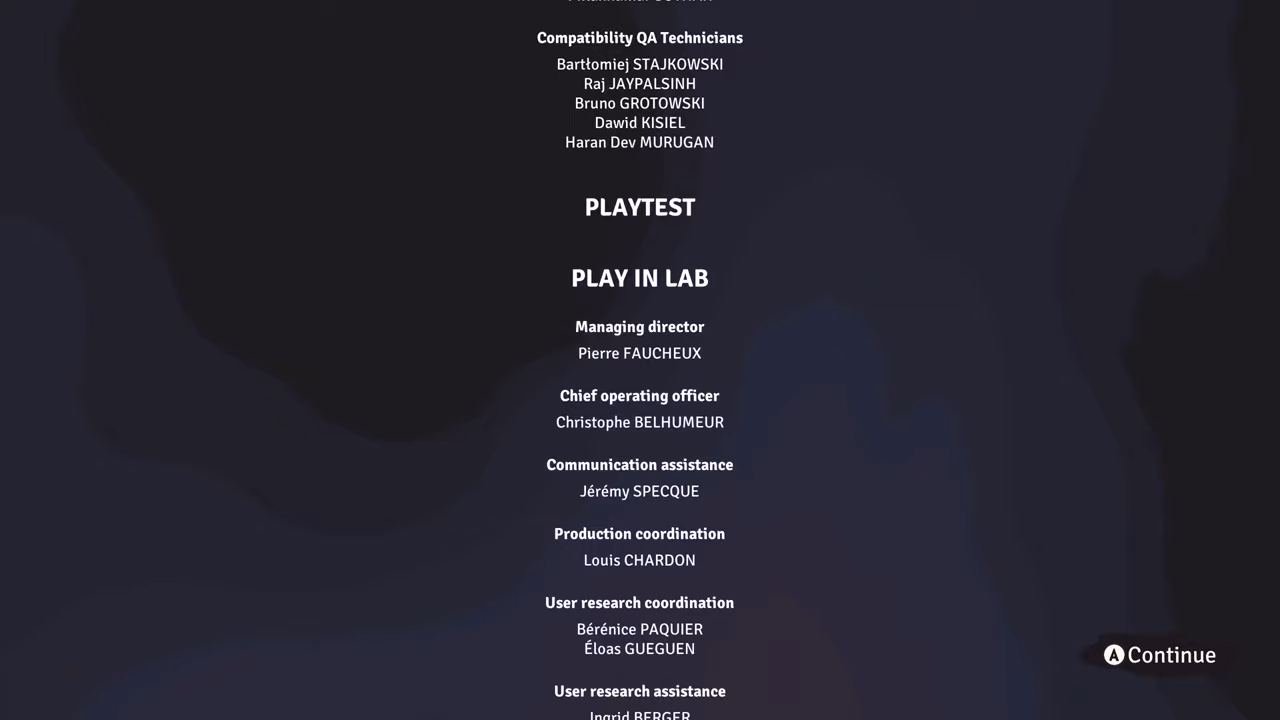 Compatibility QA Technicians
Bartłomiej STAJKOWSKI
Raj JAYPALSINH
Bruno GROTOWSKI
Dawid KISIEL
Haran Dev MURUGAN
PLAYTEST
PLAY IN LAB
Managing director
Pierre FAUCHEUX
Chief operating officer
Christophe BELHUMEUR
Communication assistance
Jérémy SPECQUE
Production coordination
Louis CHARDON
User research coordination
Bérénice PAQUIER
Éloas GUEGUEN
User research assistance
Ingrid BERGER
A Continue